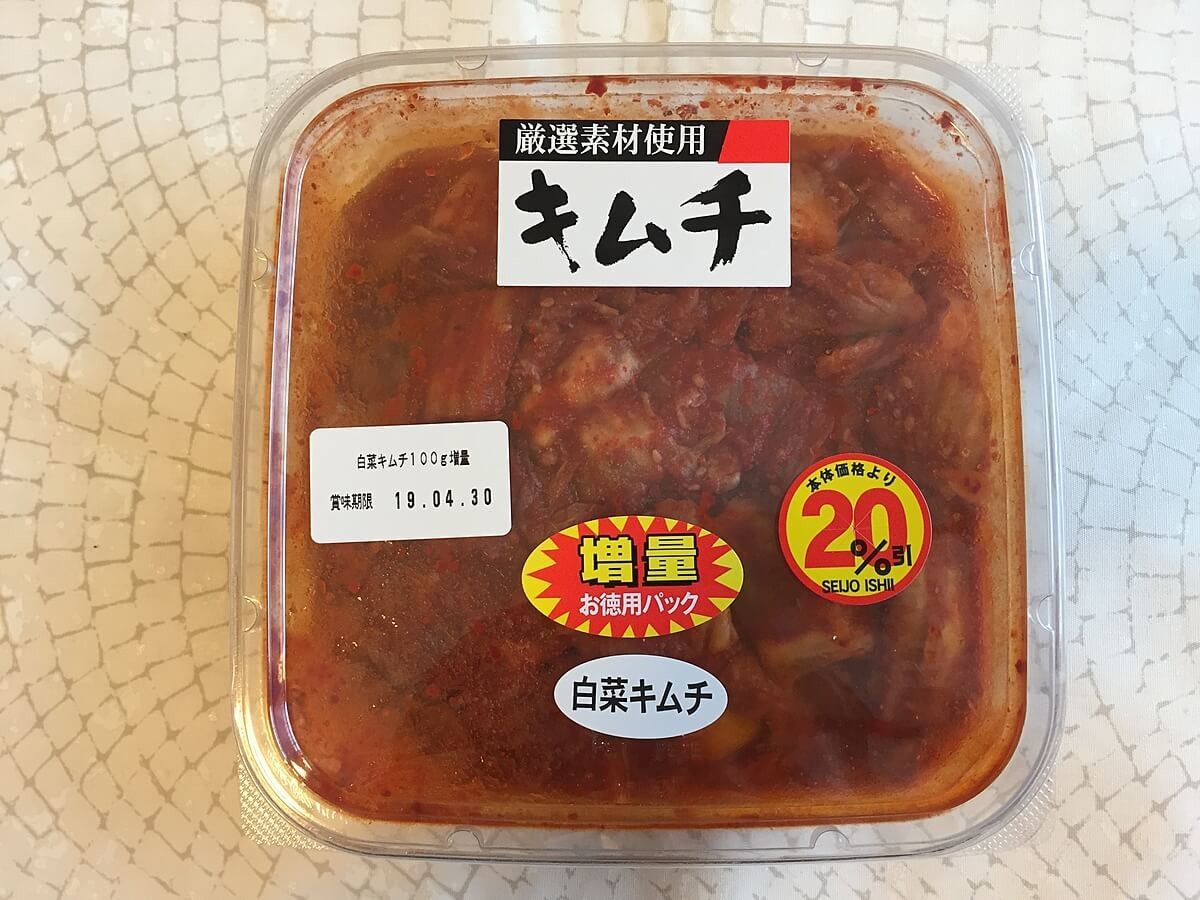 厳選素材使用
キムチ
白菜キムチ100g増量
賞味期限 19.04.30
本体価格より
20%引
SEIJO ISHII
増量
お徳用パック
白菜キムチ